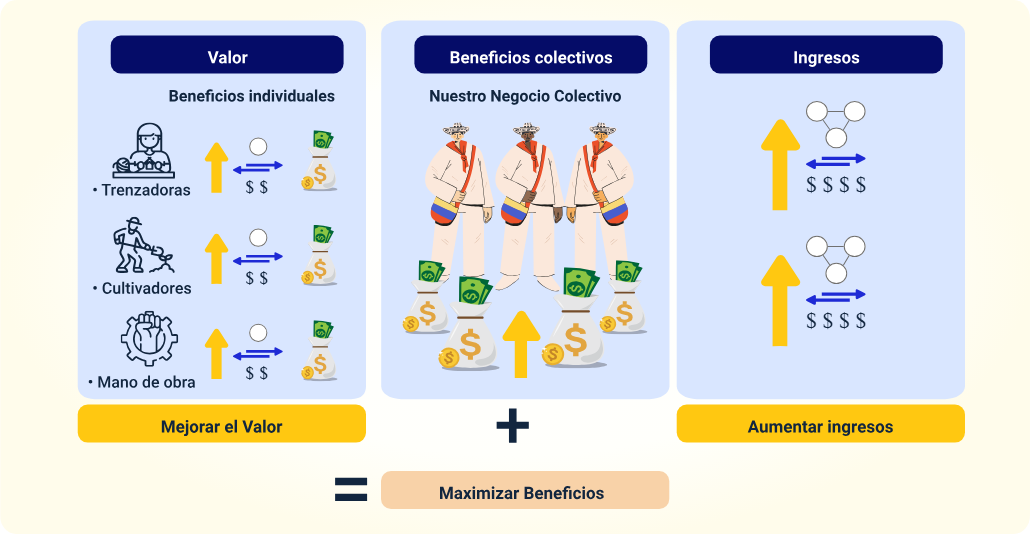 Valor
Beneficios individuales
$ $
• Trenzadoras
$ $
• Cultivadores
$ $
• Mano de obra
Mejorar el Valor
Beneficios colectivos
Nuestro Negocio Colectivo
+
Ingresos
$ $ $ $
$ $ $ $
Aumentar ingresos
= Maximizar Beneficios